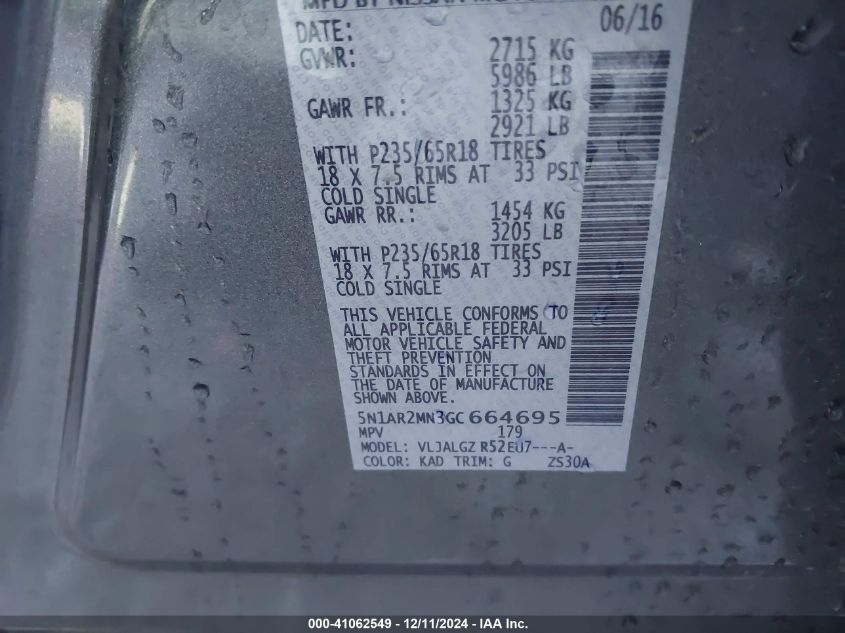 MFD BY NISSAN
DATE: 06/16
GVWR: 2715 KG
5986 LB
GAWR FR.: 1325 KG
2921 LB
WITH P235/65R18 TIRES
18 X 7.5 RIMS AT 33 PSI
COLD SINGLE
GAWR RR.: 1454 KG
3205 LB
WITH P235/65R18 TIRES
18 X 7.5 RIMS AT 33 PSI
COLD SINGLE
THIS VEHICLE CONFORMS TO
ALL APPLICABLE FEDERAL
MOTOR VEHICLE SAFETY AND
THEFT PREVENTION
STANDARDS IN EFFECT ON
THE DATE OF MANUFACTURE
SHOWN ABOVE.
5N1AR2MN3GC664695
MPV 179
MODEL: VLJALGZ R52EU7---A-
COLOR: KAD TRIM: G ZS30A
000-41062549 - 12/11/2024 - IAA Inc.